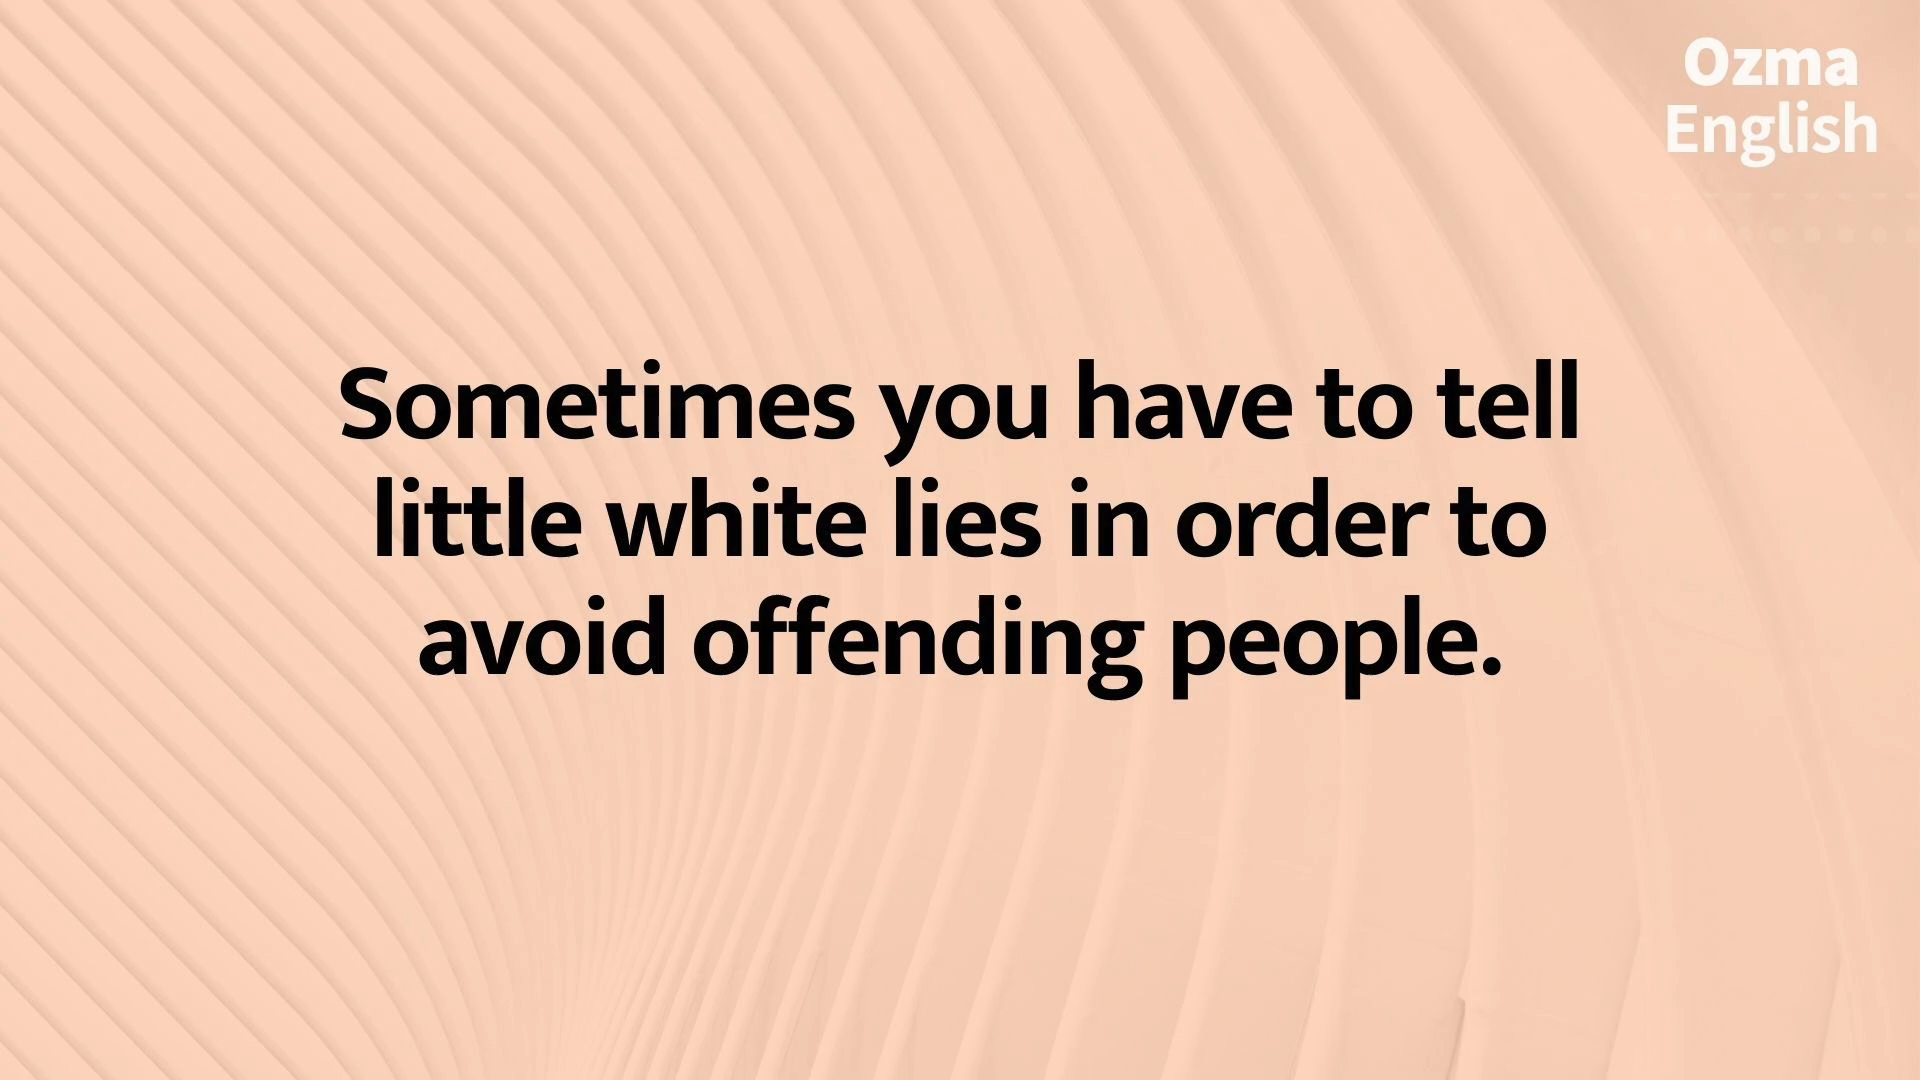 Ozma
English
Sometimes you have to tell
little white lies in order to
avoid offending people.